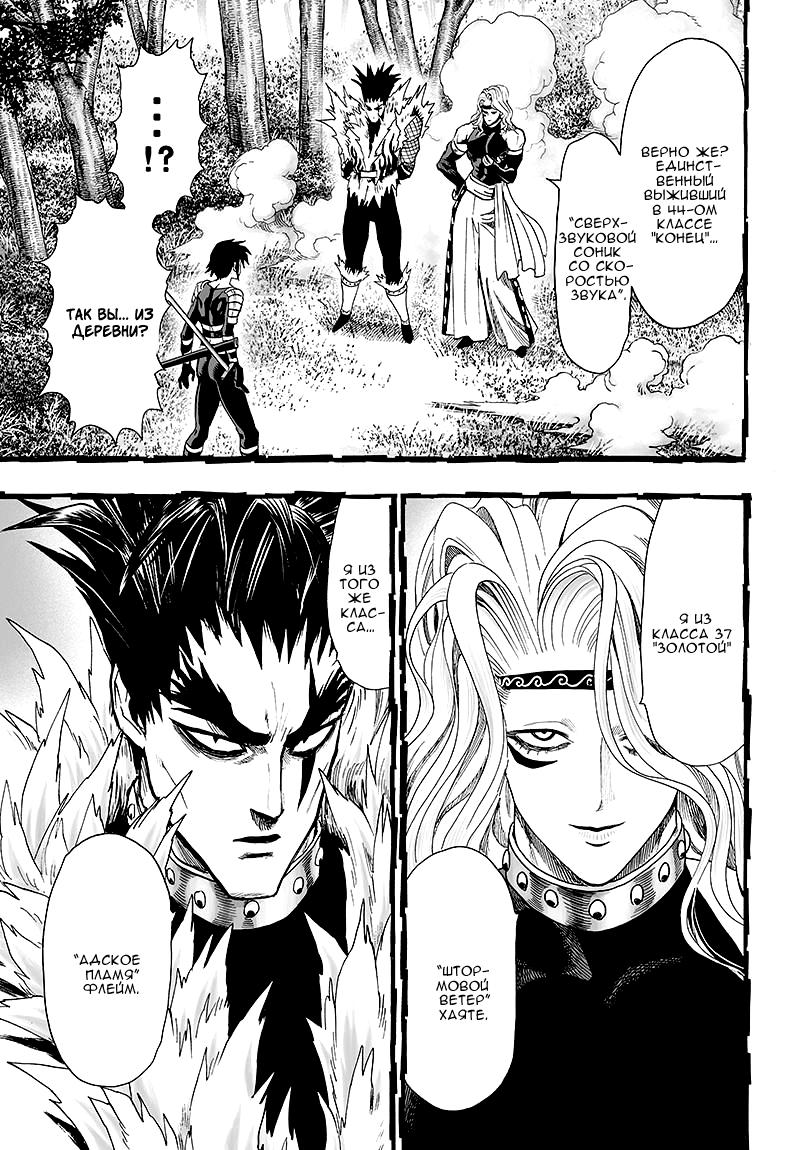 ВЕРНО ЖЕ?
ЕДИНСТ-
ВЕННЫЙ
ВЫЖИВШИЙ
В 44-ОМ
КЛАССЕ
"КОНЕЦ"...
"СВЕРХ-
ЗВУКОВОЙ
СОНИК
СО СКО-
РОСТЬЮ
ЗВУКА".
...
!?
ТАК ВЫ... ИЗ
ДЕРЕВНИ?
Я ИЗ
КЛАССА 37
"ЗОЛОТОЙ"
"ШТОР-
МОВОЙ
ВЕТЕР"
ХАЯТЕ.
Я ИЗ
ТОГО
ЖЕ
КЛАС-
СА...
"АДСКОЕ
ПЛАМЯ"
ФЛЕЙМ.